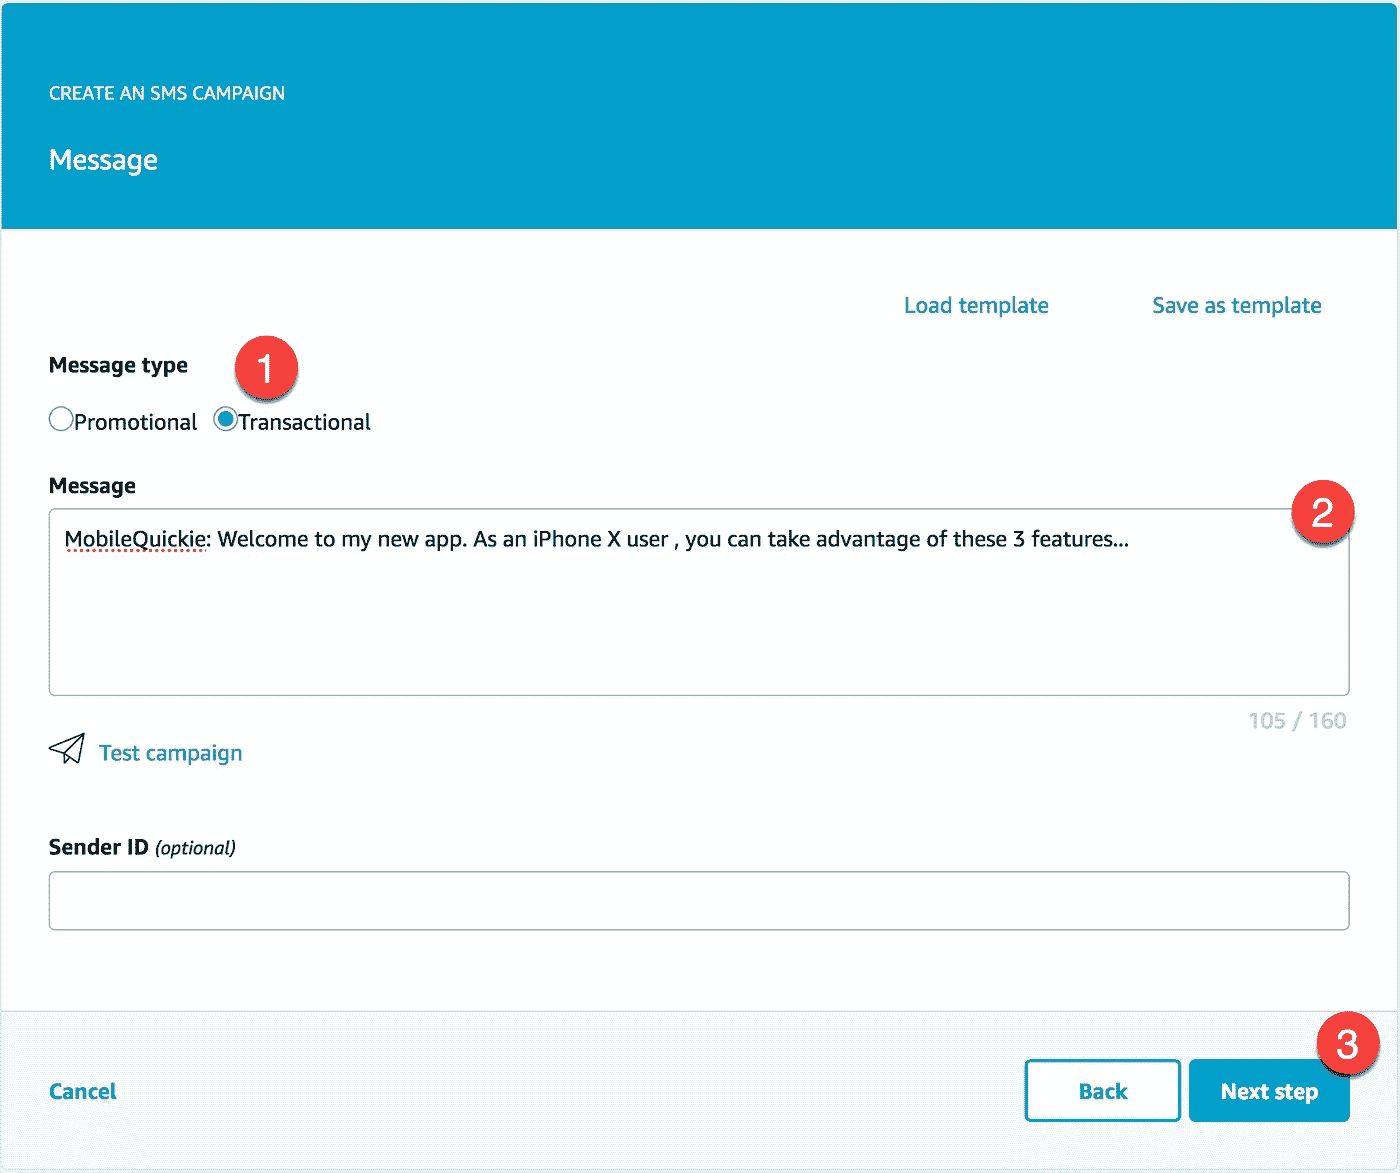 CREATE AN SMS CAMPAIGN
Message
Load template Save as template
Message type 1
Promotional Transactional
Message
2
MobileQuickie: Welcome to my new app. As an iPhone X user , you can take advantage of these 3 features...
105 / 160
Test campaign
Sender ID (optional)
3
Cancel Back Next step